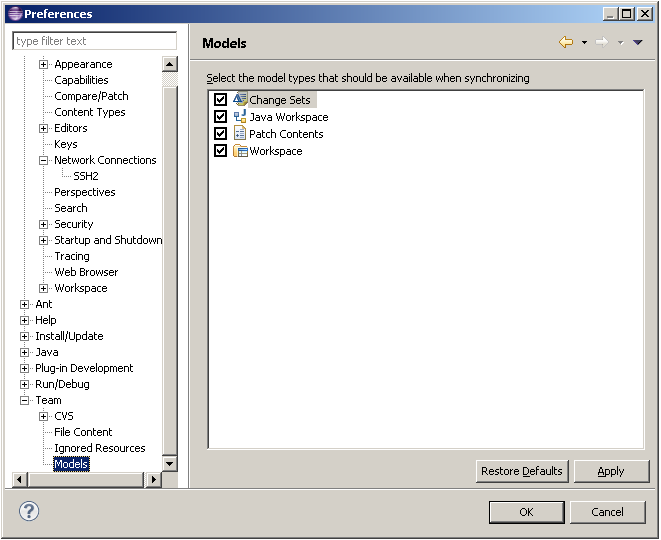 Preferences
type filter text
Appearance
Capabilities
Compare/Patch
Content Types
Editors
Keys
Network Connections
SSH2
Perspectives
Search
Security
Startup and Shutdown
Tracing
Web Browser
Workspace
Ant
Help
Install/Update
Java
Plug-in Development
Run/Debug
Team
CVS
File Content
Ignored Resources
Models
Models
Select the model types that should be available when synchronizing
Change Sets
Java Workspace
Patch Contents
Workspace
Restore Defaults
Apply
OK
Cancel